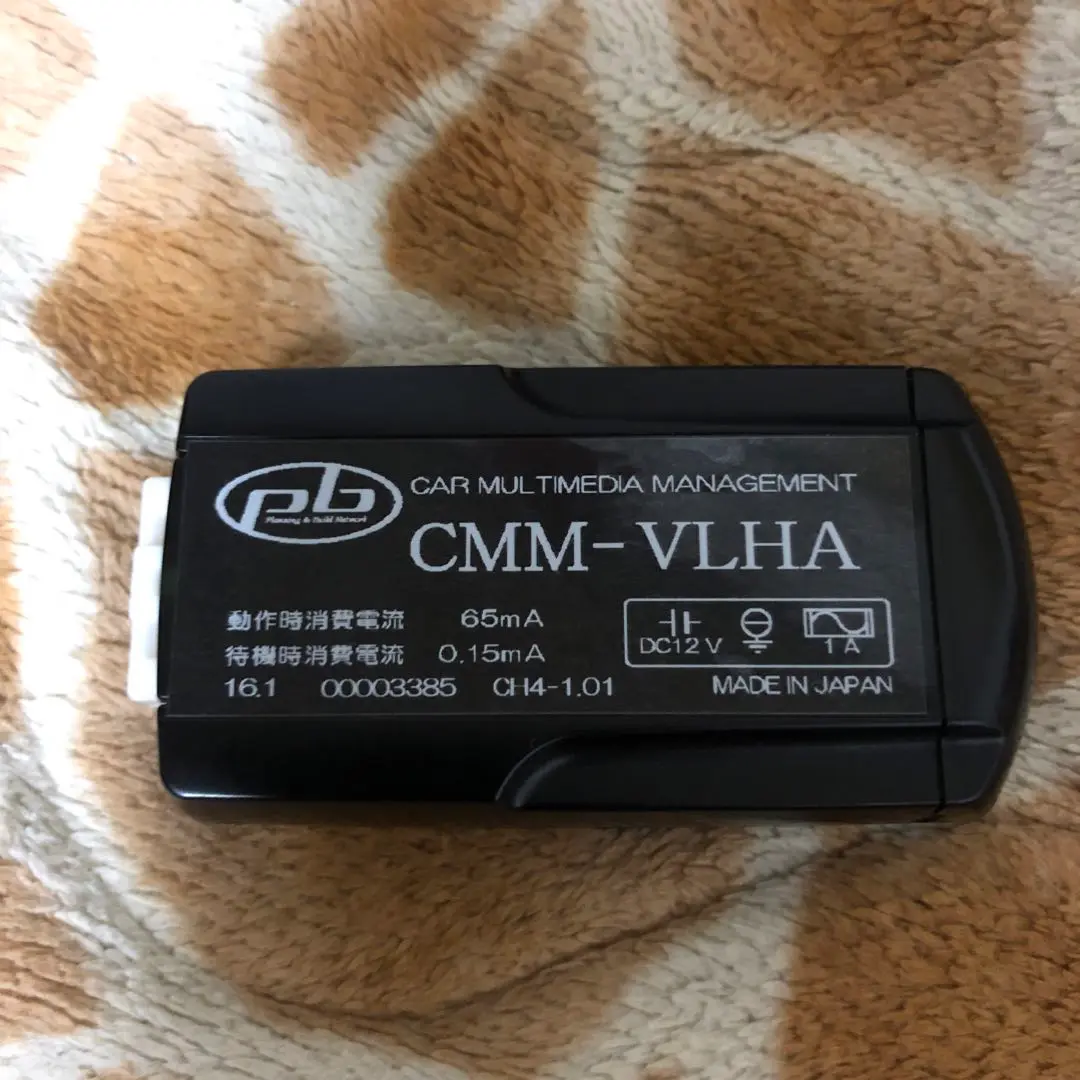 pb
Planning & Build Network
CAR MULTIMEDIA MANAGEMENT
CMM-VLHA
動作時消費電流 65mA
待機時消費電流 0.15mA
DC12V 1A
16.1 00003385 CH4-1.01 MADE IN JAPAN